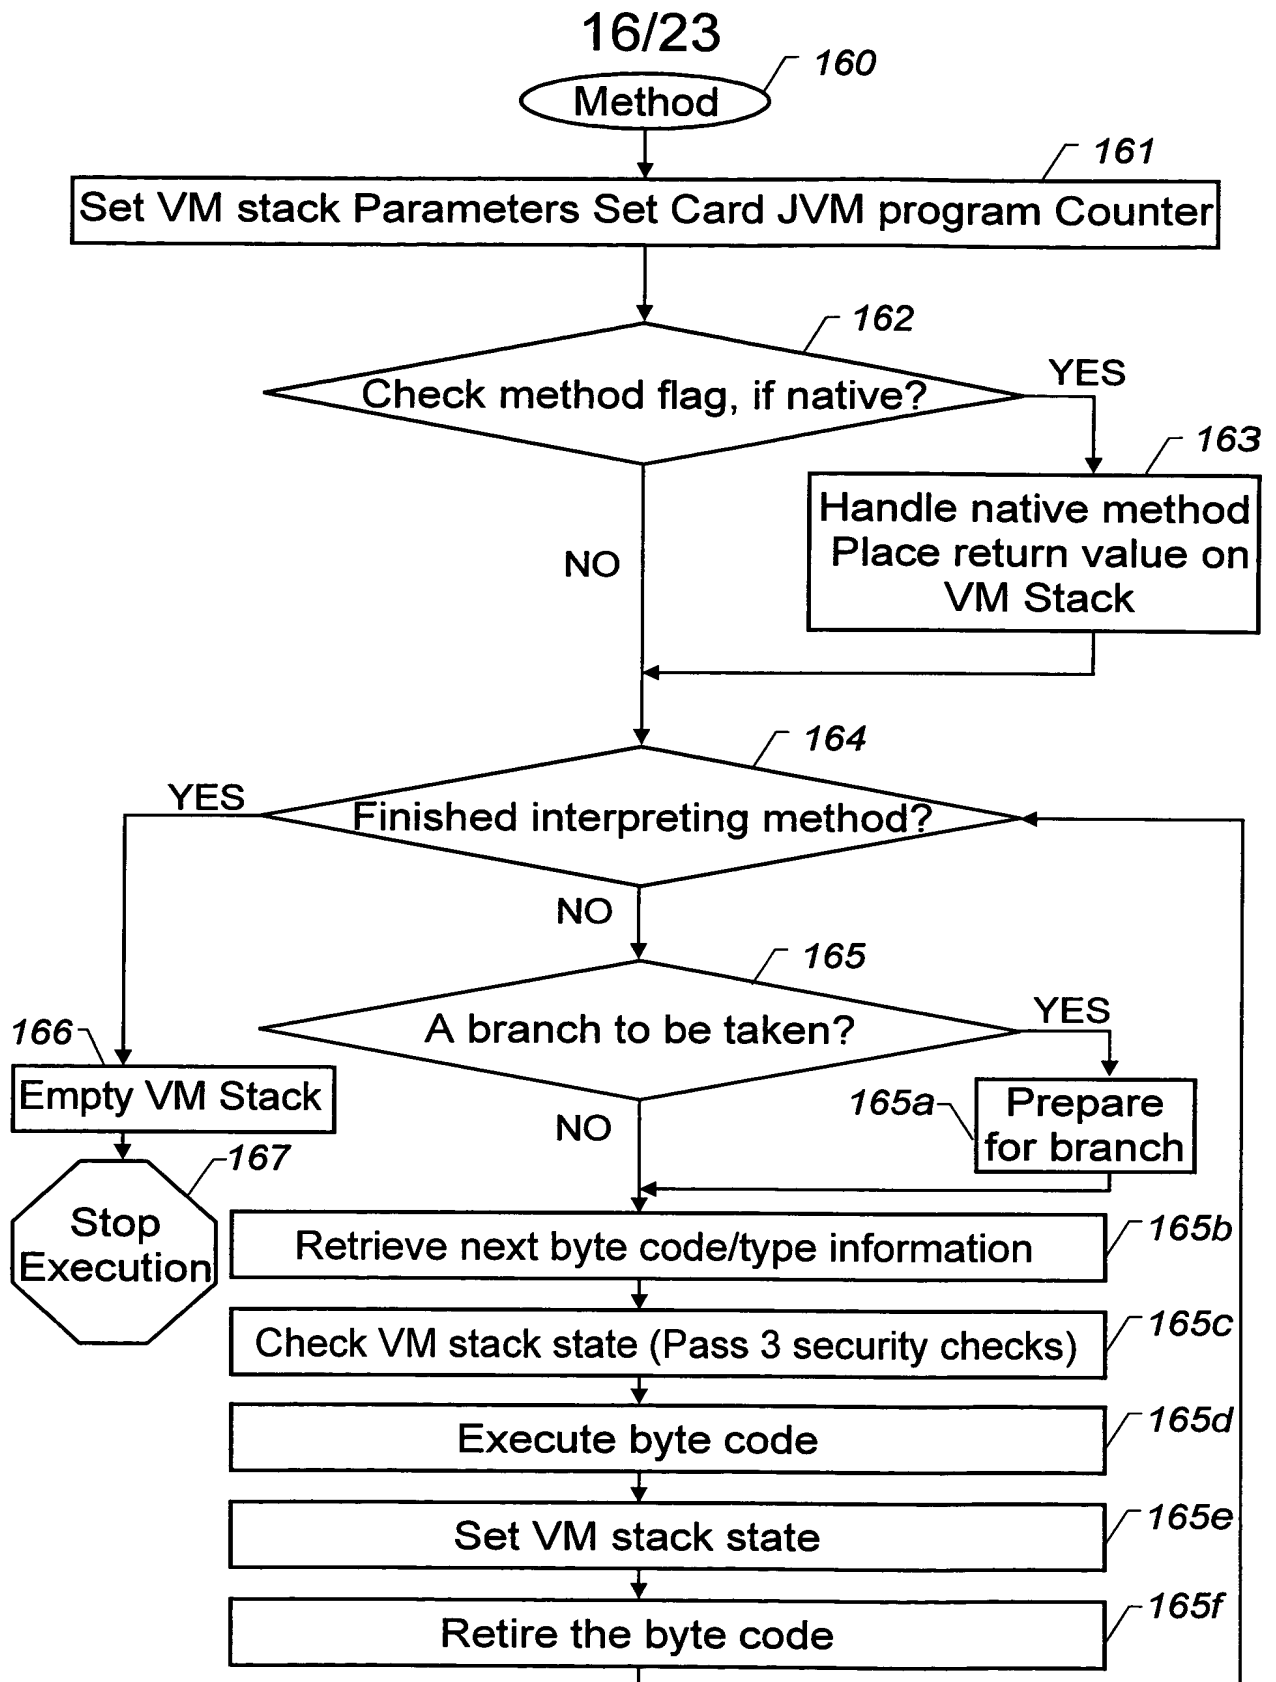 16/23
160
Method
161
Set VM stack Parameters Set Card JVM program Counter
162
Check method flag, if native?
YES
163
Handle native method
Place return value on
VM Stack
NO
164
YES
Finished interpreting method?
NO
165
A branch to be taken?
YES
166
Empty VM Stack
165a
Prepare
for branch
NO
167
Stop
Execution
165b
Retrieve next byte code/type information
165c
Check VM stack state (Pass 3 security checks)
165d
Execute byte code
165e
Set VM stack state
165f
Retire the byte code